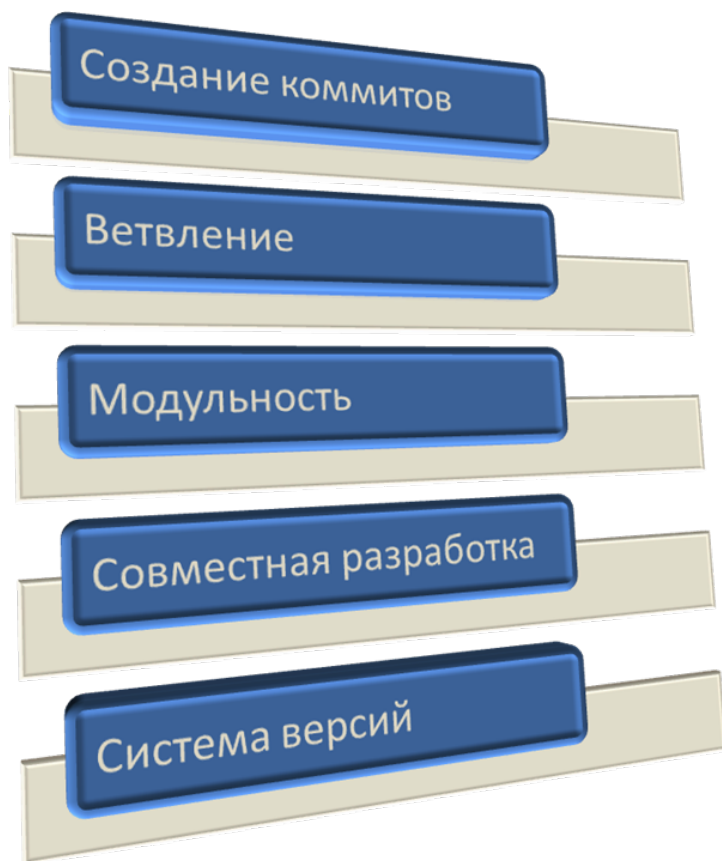 Создание коммитов
Ветвление
Модульность
Совместная разработка
Система версий